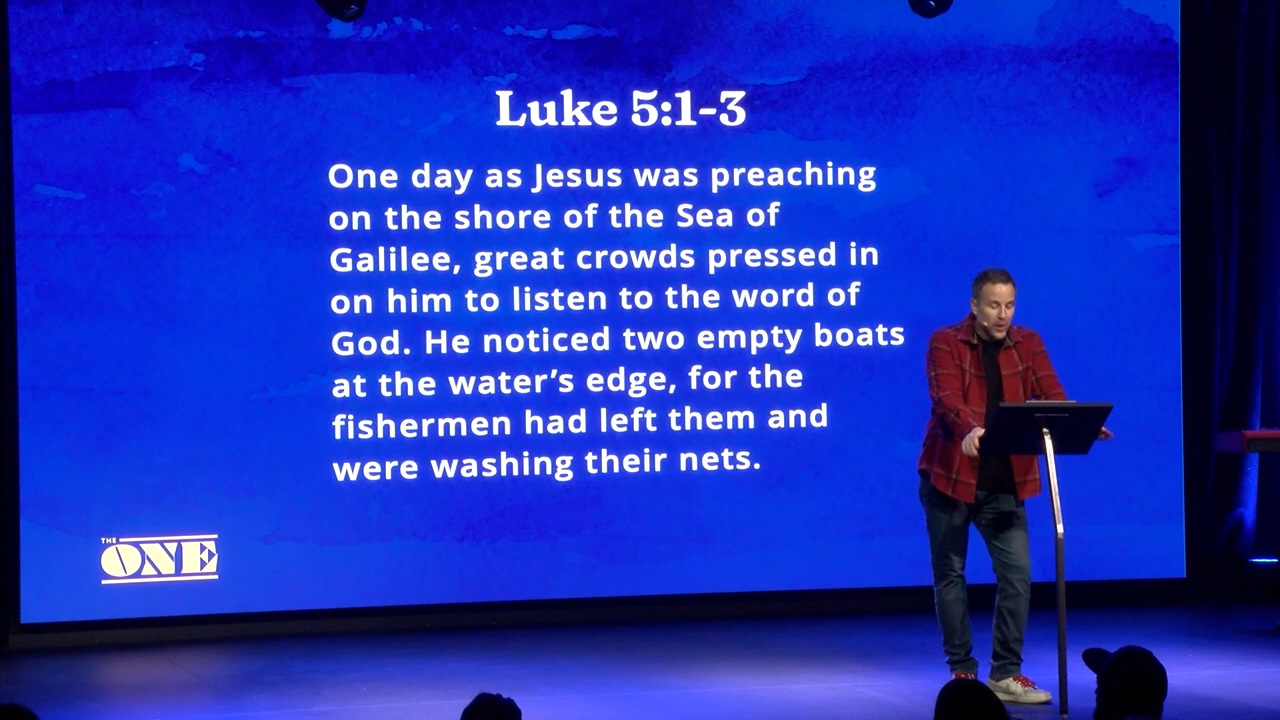 Luke 5:1-3
One day as Jesus was preaching
on the shore of the Sea of
Galilee, great crowds pressed in
on him to listen to the word of
God. He noticed two empty boats
at the water’s edge, for the
fishermen had left them and
were washing their nets.
THE
ONE